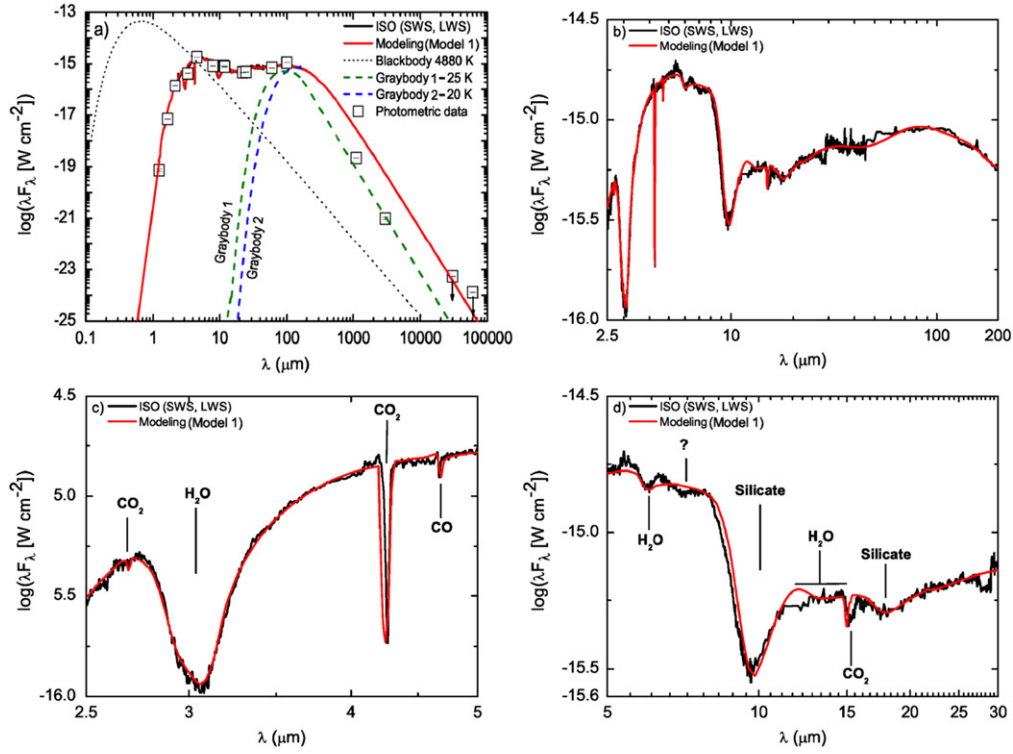 a)
ISO (SWS, LWS)
Modeling (Model 1)
Blackbody 4880 K
Graybody 1–25 K
Graybody 2–20 K
Photometric data
Graybody 1
Graybody 2
log(λFλ [W cm⁻²])
-13
-15
-17
-19
-21
-23
-25
0.1 1 10 100 1000 10000 100000
λ (μm)
b)
ISO (SWS, LWS)
Modeling (Model 1)
log(λFλ [W cm⁻²])
-14.5
-15.0
-15.5
-16.0
2.5 10 100 200
λ (μm)
c)
ISO (SWS, LWS)
Modeling (Model 1)
CO₂
H₂O
CO₂
CO
log(λFλ [W cm⁻²])
4.5
5.0
5.5
-16.0
2.5 3 4 5
λ (μm)
d)
ISO (SWS, LWS)
Modeling (Model 1)
?
Silicate
H₂O
H₂O
Silicate
CO₂
log(λFλ [W cm⁻²])
-14.5
-15.0
-15.5
-15.6
5 10 15 20 25 30
λ (μm)